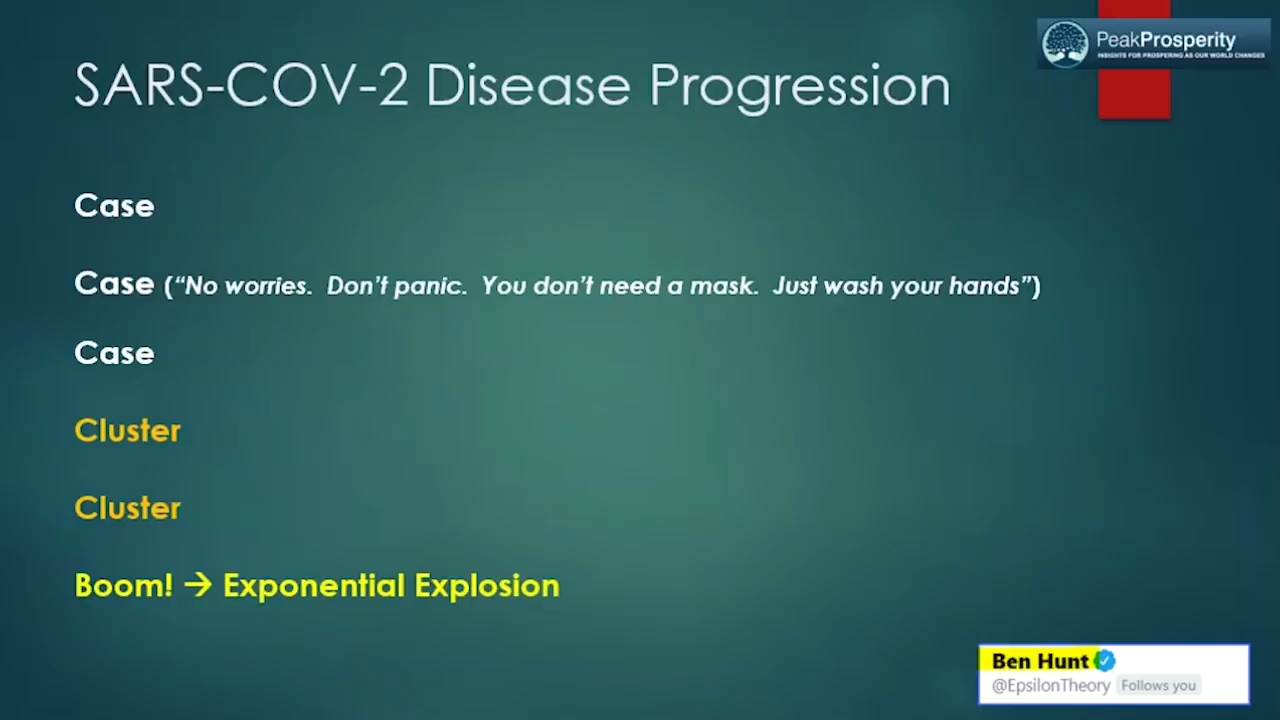 PeakProsperity
INSIGHTS FOR PROSPERING AS OUR WORLD CHANGES
SARS-COV-2 Disease Progression
Case
Case (“No worries. Don’t panic. You don’t need a mask. Just wash your hands”)
Case
Cluster
Cluster
Boom! → Exponential Explosion
Ben Hunt
@EpsilonTheory Follows you